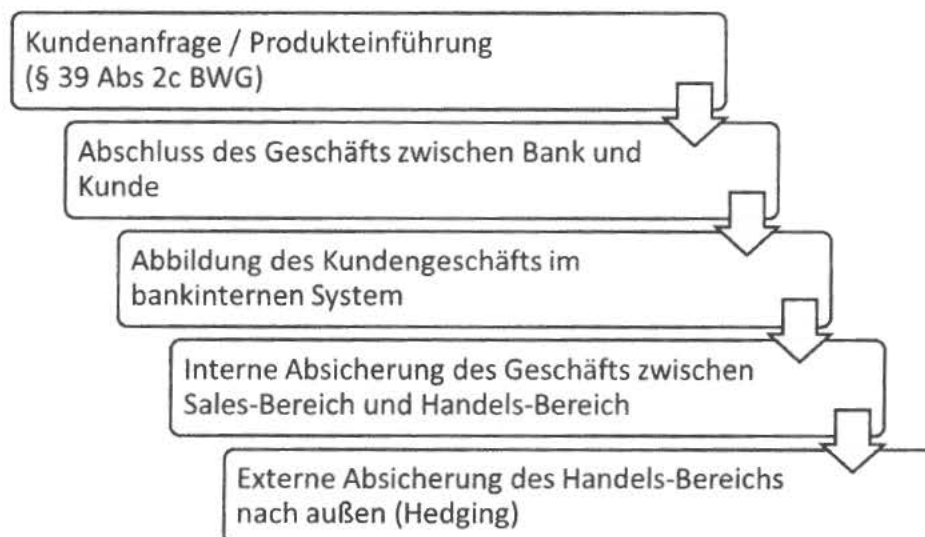 Kundenanfrage / Produkteinführung
(§ 39 Abs 2c BWG)
Abschluss des Geschäfts zwischen Bank und
Kunde
Abbildung des Kundengeschäfts im
bankinternen System
Interne Absicherung des Geschäfts zwischen
Sales-Bereich und Handels-Bereich
Externe Absicherung des Handels-Bereichs
nach außen (Hedging)